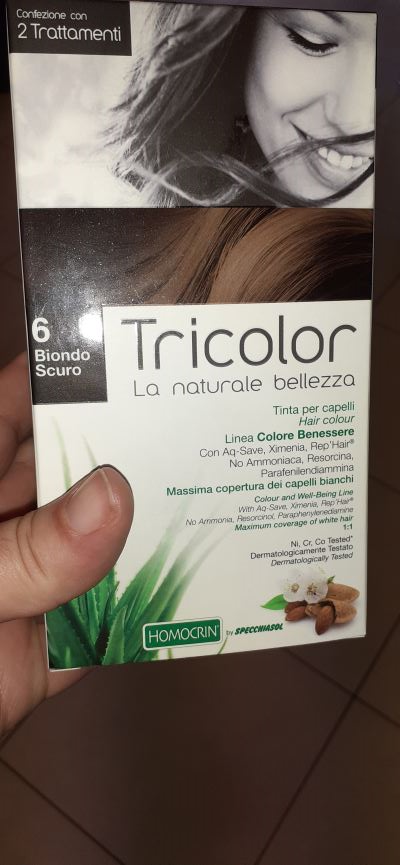 Confezione con
2 Trattamenti
6
Biondo
Scuro
Tricolor
La naturale bellezza
Tinta per capelli
Hair colour
Linea Colore Benessere
Con Aq-Save, Ximenia, Rep'Hair®
No Ammoniaca, Resorcina,
Parafenilendiammina
Massima copertura dei capelli bianchi
Colour and Well-Being Line
With Aq-Save, Ximenia, Rep'Hair®
No Ammonia, Resorcinol, Paraphenylenediamine
Maximum coverage of white hair
1:1
Ni, Cr, Co Tested*
Dermatologicamente Testato
Dermatologically Tested
HOMOCRIN® by SPECCHIASOL